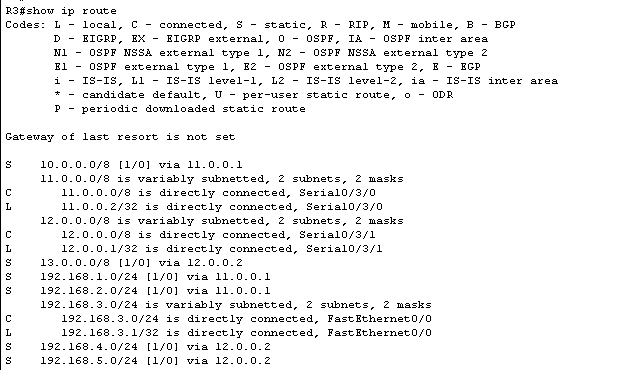 R3#show ip route
Codes: L - local, C - connected, S - static, R - RIP, M - mobile, B - BGP
       D - EIGRP, EX - EIGRP external, O - OSPF, IA - OSPF inter area
       N1 - OSPF NSSA external type 1, N2 - OSPF NSSA external type 2
       E1 - OSPF external type 1, E2 - OSPF external type 2, E - EGP
       i - IS-IS, L1 - IS-IS level-1, L2 - IS-IS level-2, ia - IS-IS inter area
       * - candidate default, U - per-user static route, o - ODR
       P - periodic downloaded static route
Gateway of last resort is not set
S    10.0.0.0/8 [1/0] via 11.0.0.1
     11.0.0.0/8 is variably subnetted, 2 subnets, 2 masks
C       11.0.0.0/8 is directly connected, Serial0/3/0
L       11.0.0.2/32 is directly connected, Serial0/3/0
     12.0.0.0/8 is variably subnetted, 2 subnets, 2 masks
C       12.0.0.0/8 is directly connected, Serial0/3/1
L       12.0.0.1/32 is directly connected, Serial0/3/1
S    13.0.0.0/8 [1/0] via 12.0.0.2
S    192.168.1.0/24 [1/0] via 11.0.0.1
S    192.168.2.0/24 [1/0] via 11.0.0.1
     192.168.3.0/24 is variably subnetted, 2 subnets, 2 masks
C       192.168.3.0/24 is directly connected, FastEthernet0/0
L       192.168.3.1/32 is directly connected, FastEthernet0/0
S    192.168.4.0/24 [1/0] via 12.0.0.2
S    192.168.5.0/24 [1/0] via 12.0.0.2